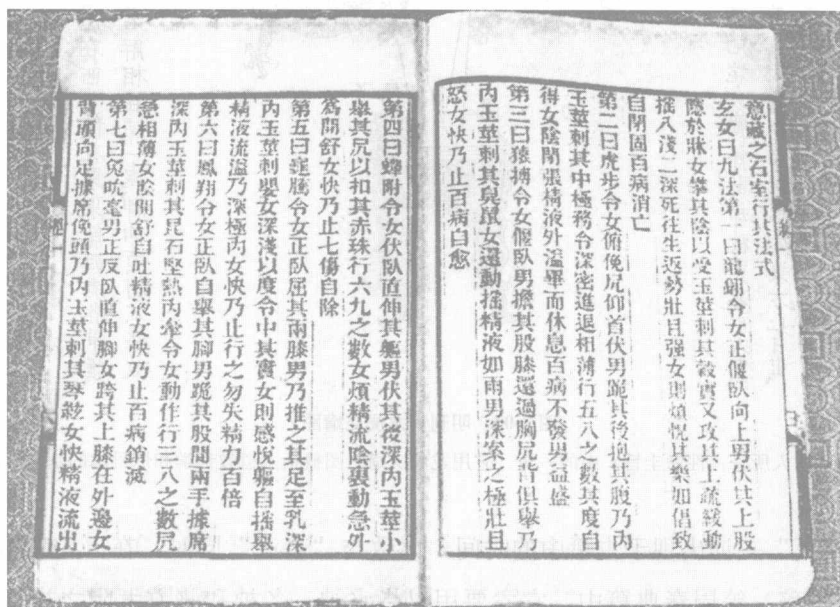 意藏之石室行其法式
玄女曰九法第一曰龍翻令女正偃臥向上男伏其上股
隱於牀女攀其陰以受玉莖刺其穀實又攻其上疏緩動
搖八淺二深死往生返勢壯且强女則煩悅其樂如倡致
自閉固百病消亡
第二曰虎步令女俯俛尻仰首伏男跪其後抱其腹乃內
玉莖刺其中極務令深密進退相薄行五八之數其度自
得女陰閉張精液外溢畢而休息百病不發男益盛
第三曰猿搏令女偃臥男擔其股膝還過胸尻背俱舉乃
內玉莖刺其臭鼠女還動搖精液如雨男深案之極壯且
怒女快乃止百病自愈
第四曰蟬附令女伏臥直伸其軀男伏其後深內玉莖小
舉其尻以扣其赤珠行六九之數女煩精流陰裏動急外
爲開舒女快乃止七傷自除
第五曰龜騰令女正臥屈其兩膝男乃推之其足至乳深
內玉莖刺嬰女深淺以度令中其實女則感悅軀自搖舉
精液流溢乃深極內女快乃止行之勿失精力百倍
第六曰鳳翔令女正臥自舉其脚男跪其股間兩手據席
深內玉莖刺其昆石堅熱內牽令女動作行三八之數尻
急相薄女陰開舒自吐精液女快乃止百病銷滅
第七曰兔吮毫男正反臥直伸脚女跨其上膝在外邊女
背頭向足據席俛頭乃內玉莖刺其琴絃女快精液流出